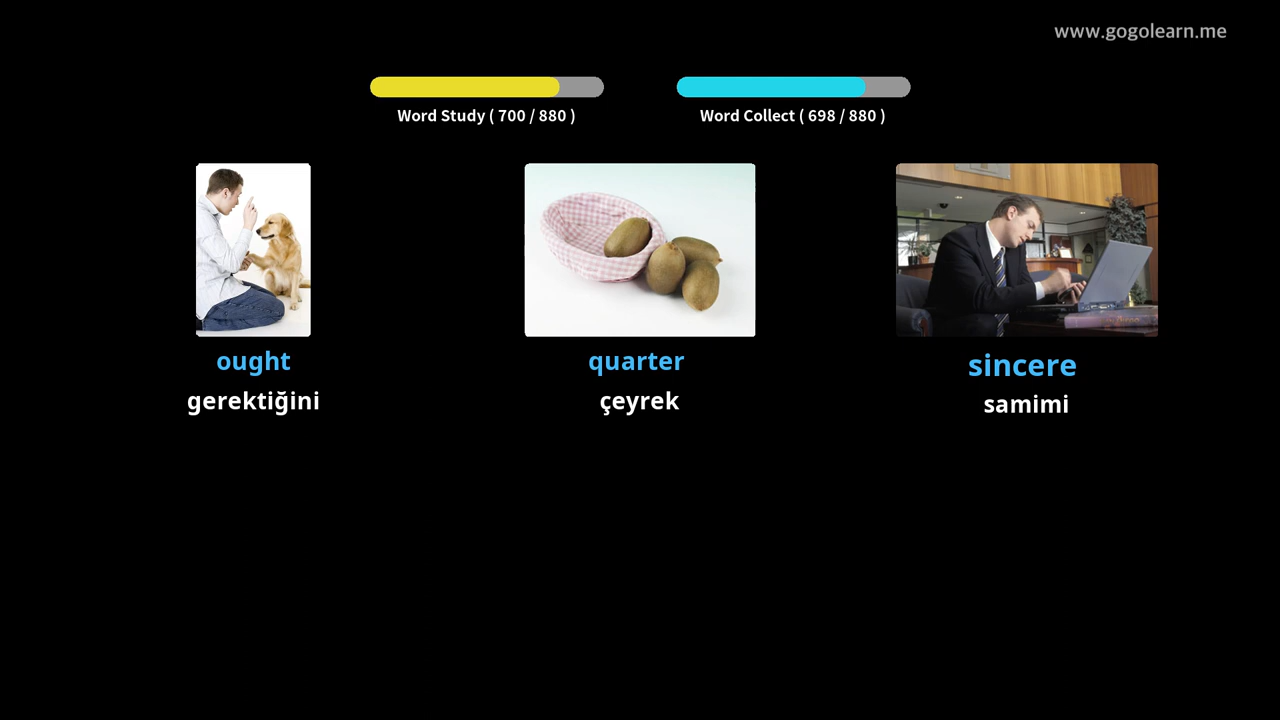 www.gogolearn.me
Word Study ( 700 / 880 )
Word Collect ( 698 / 880 )
ought
gerektiğini
quarter
çeyrek
sincere
samimi